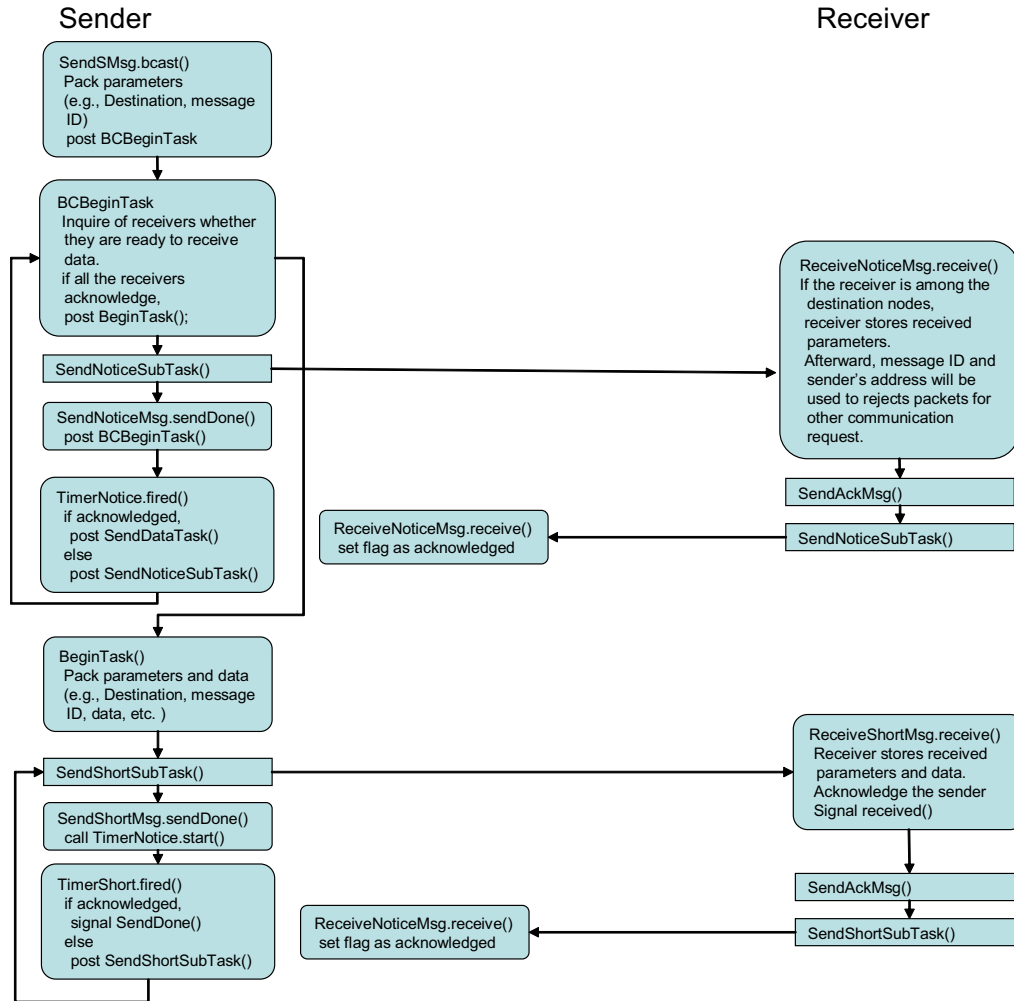 Sender
Receiver
SendSMsg.bcast()
Pack parameters
(e.g., Destination, message
ID)
post BCBeginTask
BCBeginTask
Inquire of receivers whether
they are ready to receive
data.
if all the receivers
acknowledge,
post BeginTask();
SendNoticeSubTask()
SendNoticeMsg.sendDone()
post BCBeginTask()
TimerNotice.fired()
if acknowledged,
post SendDataTask()
else
post SendNoticeSubTask()
ReceiveNoticeMsg.receive()
If the receiver is among the
destination nodes,
receiver stores received
parameters.
Afterward, message ID and
sender's address will be
used to rejects packets for
other communication
request.
SendAckMsg()
SendNoticeSubTask()
ReceiveNoticeMsg.receive()
set flag as acknowledged
BeginTask()
Pack parameters and data
(e.g., Destination, message
ID, data, etc. )
SendShortSubTask()
SendShortMsg.sendDone()
call TimerNotice.start()
TimerShort.fired()
if acknowledged,
signal SendDone()
else
post SendShortSubTask()
ReceiveShortMsg.receive()
Receiver stores received
parameters and data.
Acknowledge the sender
Signal received()
SendAckMsg()
SendShortSubTask()
ReceiveNoticeMsg.receive()
set flag as acknowledged